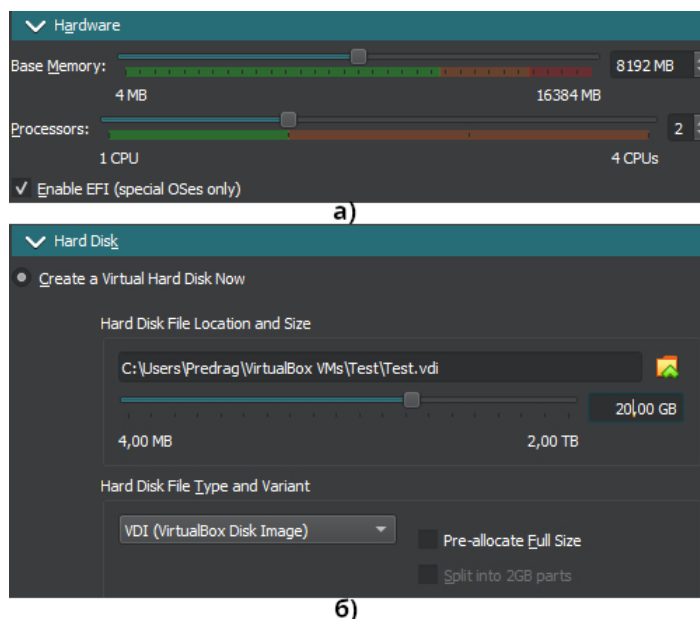 Hardware
Base Memory: 8192 MB
4 MB 16384 MB
Processors: 2
1 CPU 4 CPUs
Enable EFI (special OSes only)
а)
Hard Disk
Create a Virtual Hard Disk Now
Hard Disk File Location and Size
C:\Users\Predrag\VirtualBox VMs\Test\Test.vdi
20,00 GB
4,00 MB 2,00 TB
Hard Disk File Type and Variant
VDI (VirtualBox Disk Image) Pre-allocate Full Size
Split into 2GB parts
б)